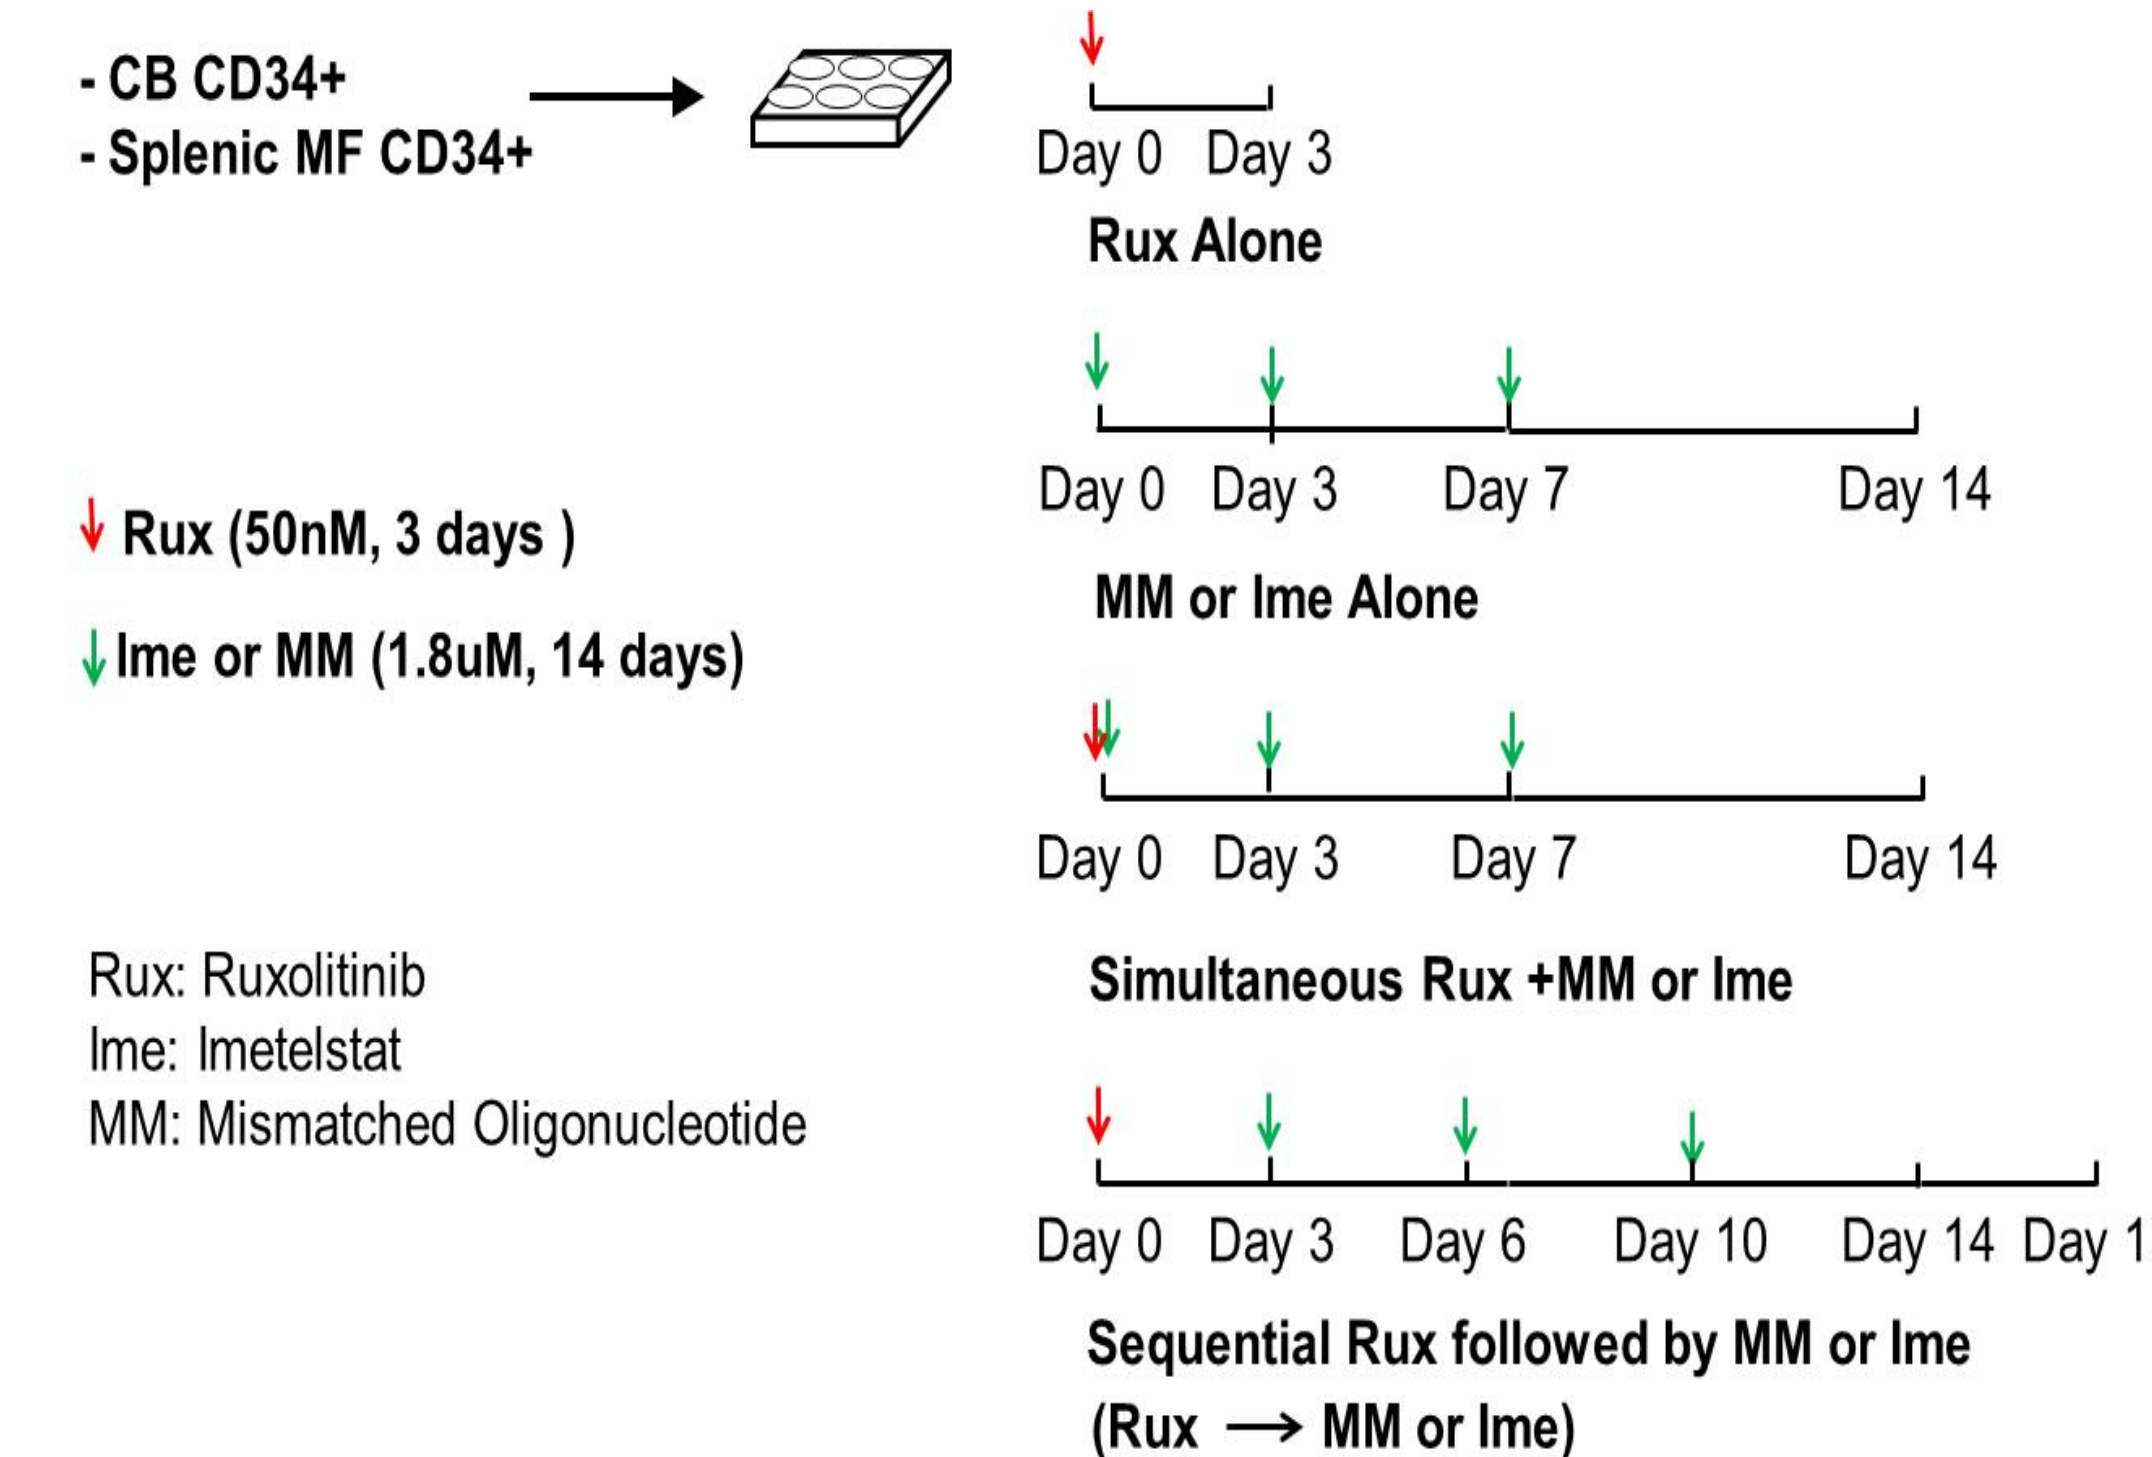 - CB CD34+
- Splenic MF CD34+
Day 0 Day 3
Rux Alone
Day 0 Day 3 Day 7 Day 14
MM or Ime Alone
Rux (50nM, 3 days )
Ime or MM (1.8uM, 14 days)
Day 0 Day 3 Day 7 Day 14
Simultaneous Rux +MM or Ime
Rux: Ruxolitinib
Ime: Imetelstat
MM: Mismatched Oligonucleotide
Day 0 Day 3 Day 6 Day 10 Day 14 Day 1
Sequential Rux followed by MM or Ime
(Rux → MM or Ime)